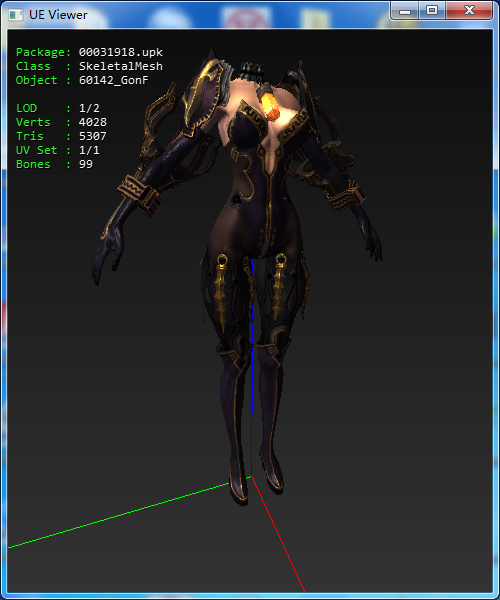 UE Viewer
Package: 00031918.upk
Class : SkeletalMesh
Object : 60142_GonF
LOD : 1/2
Verts : 4028
Tris : 5307
UV Set : 1/1
Bones : 99